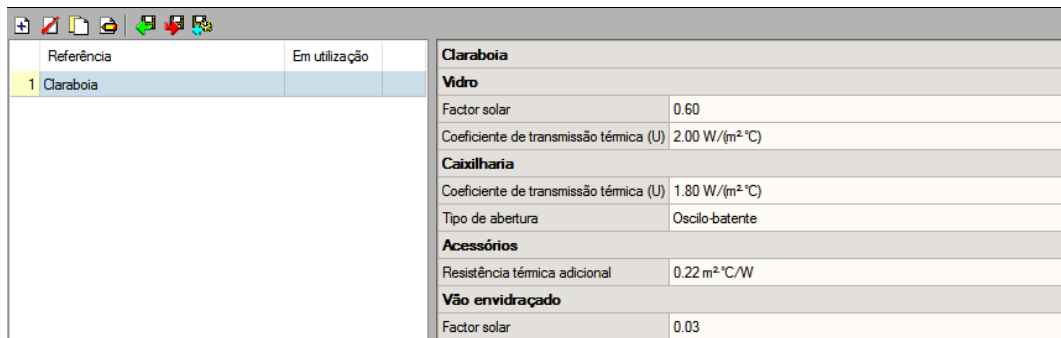 Referência Em utilização
1 Claraboia
Claraboia
Vidro
Factor solar 0.60
Coeficiente de transmissão térmica (U) 2.00 W/(m²·°C)
Caixilharia
Coeficiente de transmissão térmica (U) 1.80 W/(m²·°C)
Tipo de abertura Oscilo-batente
Acessórios
Resistência térmica adicional 0.22 m²·°C/W
Vão envidraçado
Factor solar 0.03